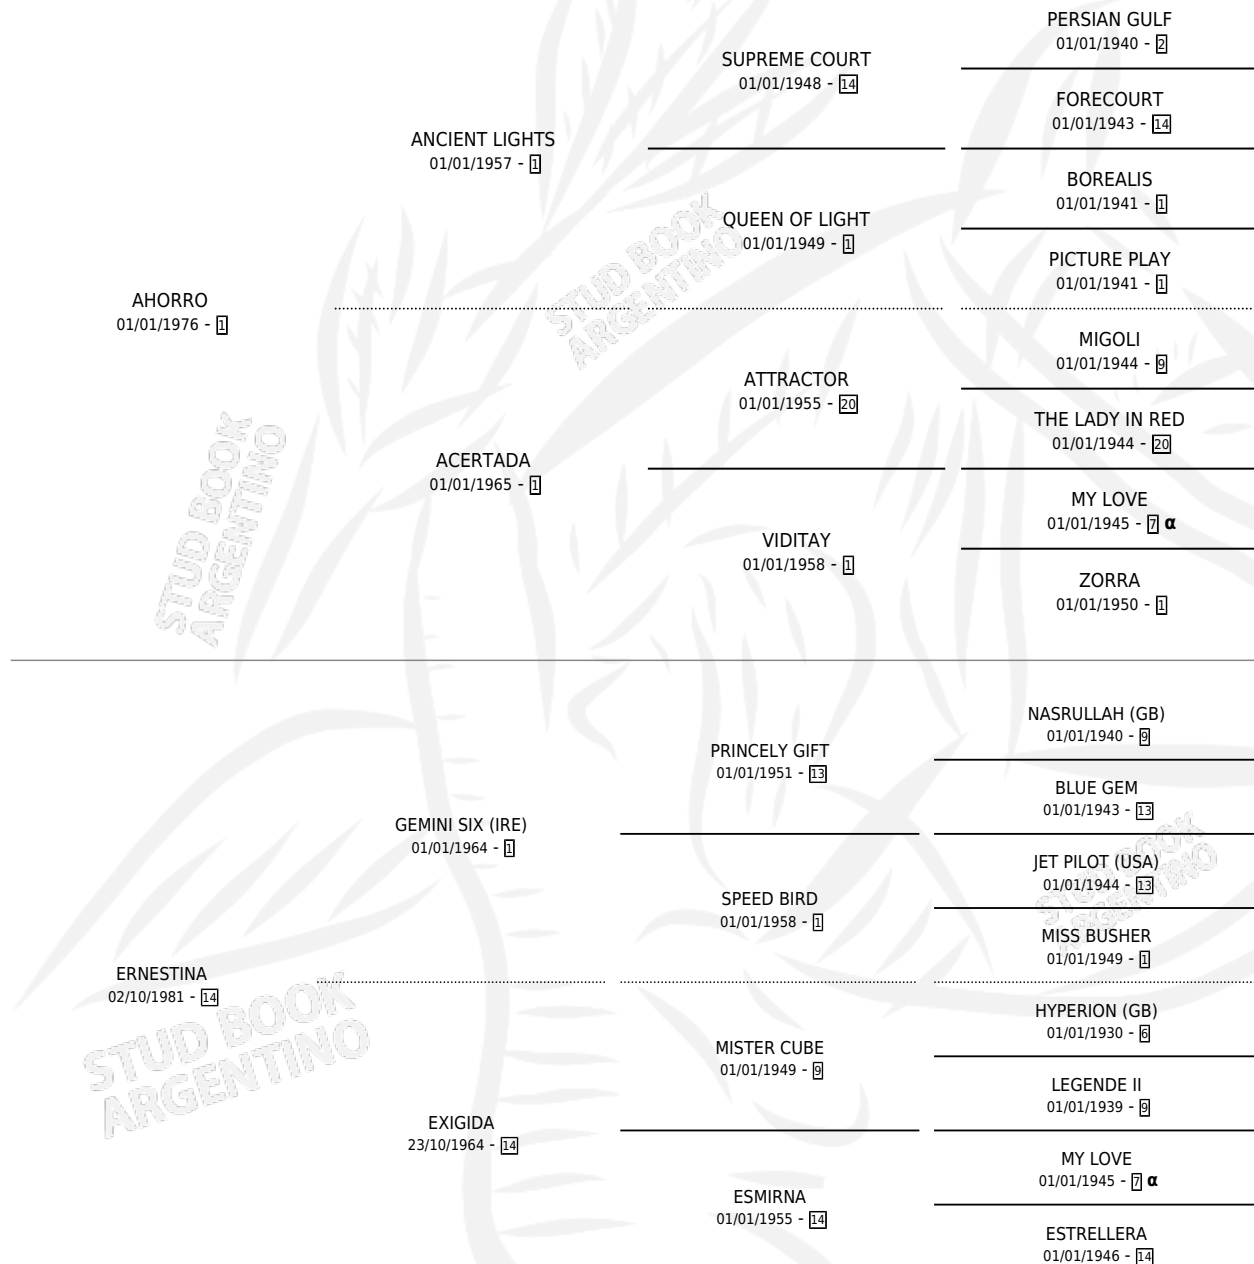 PERSIAN GULF
01/01/1940 - 2
SUPREME COURT
01/01/1948 - 14
FORECOURT
01/01/1943 - 14
ANCIENT LIGHTS
01/01/1957 - 1
BOREALIS
01/01/1941 - 1
QUEEN OF LIGHT
01/01/1949 - 1
PICTURE PLAY
01/01/1941 - 1
AHORRO
01/01/1976 - 1
MIGOLI
01/01/1944 - 9
ATTRACTOR
01/01/1955 - 20
THE LADY IN RED
01/01/1944 - 20
ACERTADA
01/01/1965 - 1
MY LOVE
01/01/1945 - 7 α
VIDITAY
01/01/1958 - 1
ZORRA
01/01/1950 - 1
NASRULLAH (GB)
01/01/1940 - 9
PRINCELY GIFT
01/01/1951 - 13
BLUE GEM
01/01/1943 - 13
GEMINI SIX (IRE)
01/01/1964 - 1
JET PILOT (USA)
01/01/1944 - 13
SPEED BIRD
01/01/1958 - 1
MISS BUSHER
01/01/1949 - 1
ERNESTINA
02/10/1981 - 14
HYPERION (GB)
01/01/1930 - 6
MISTER CUBE
01/01/1949 - 9
LEGENDE II
01/01/1939 - 9
EXIGIDA
23/10/1964 - 14
MY LOVE
01/01/1945 - 7 α
ESMIRNA
01/01/1955 - 14
ESTRELLERA
01/01/1946 - 14
STUD BOOK
ARGENTINO
STUD BOOK
ARGENTINO
STUD BOOK
ARGENTINO
STUD BOOK
ARGENTINO